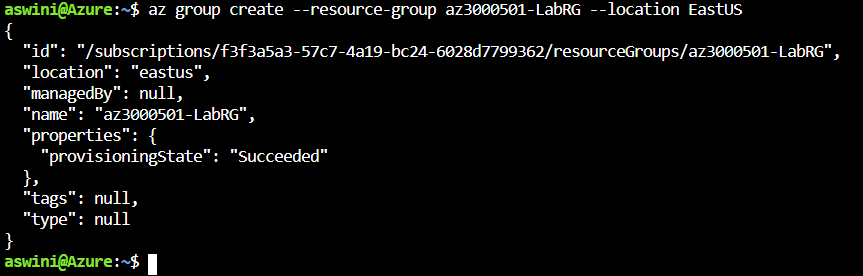 aswini@Azure:~$ az group create --resource-group az3000501-LabRG --location EastUS
{
  "id": "/subscriptions/f3f3a5a3-57c7-4a19-bc24-6028d7799362/resourceGroups/az3000501-LabRG",
  "location": "eastus",
  "managedBy": null,
  "name": "az3000501-LabRG",
  "properties": {
    "provisioningState": "Succeeded"
  },
  "tags": null,
  "type": null
}
aswini@Azure:~$